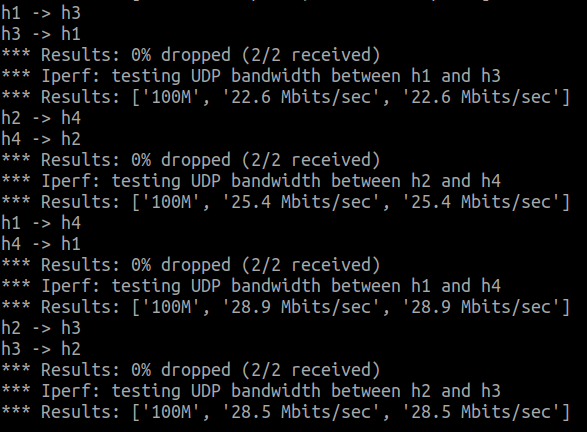 h1 -> h3
h3 -> h1
*** Results: 0% dropped (2/2 received)
*** Iperf: testing UDP bandwidth between h1 and h3
*** Results: ['100M', '22.6 Mbits/sec', '22.6 Mbits/sec']
h2 -> h4
h4 -> h2
*** Results: 0% dropped (2/2 received)
*** Iperf: testing UDP bandwidth between h2 and h4
*** Results: ['100M', '25.4 Mbits/sec', '25.4 Mbits/sec']
h1 -> h4
h4 -> h1
*** Results: 0% dropped (2/2 received)
*** Iperf: testing UDP bandwidth between h1 and h4
*** Results: ['100M', '28.9 Mbits/sec', '28.9 Mbits/sec']
h2 -> h3
h3 -> h2
*** Results: 0% dropped (2/2 received)
*** Iperf: testing UDP bandwidth between h2 and h3
*** Results: ['100M', '28.5 Mbits/sec', '28.5 Mbits/sec']